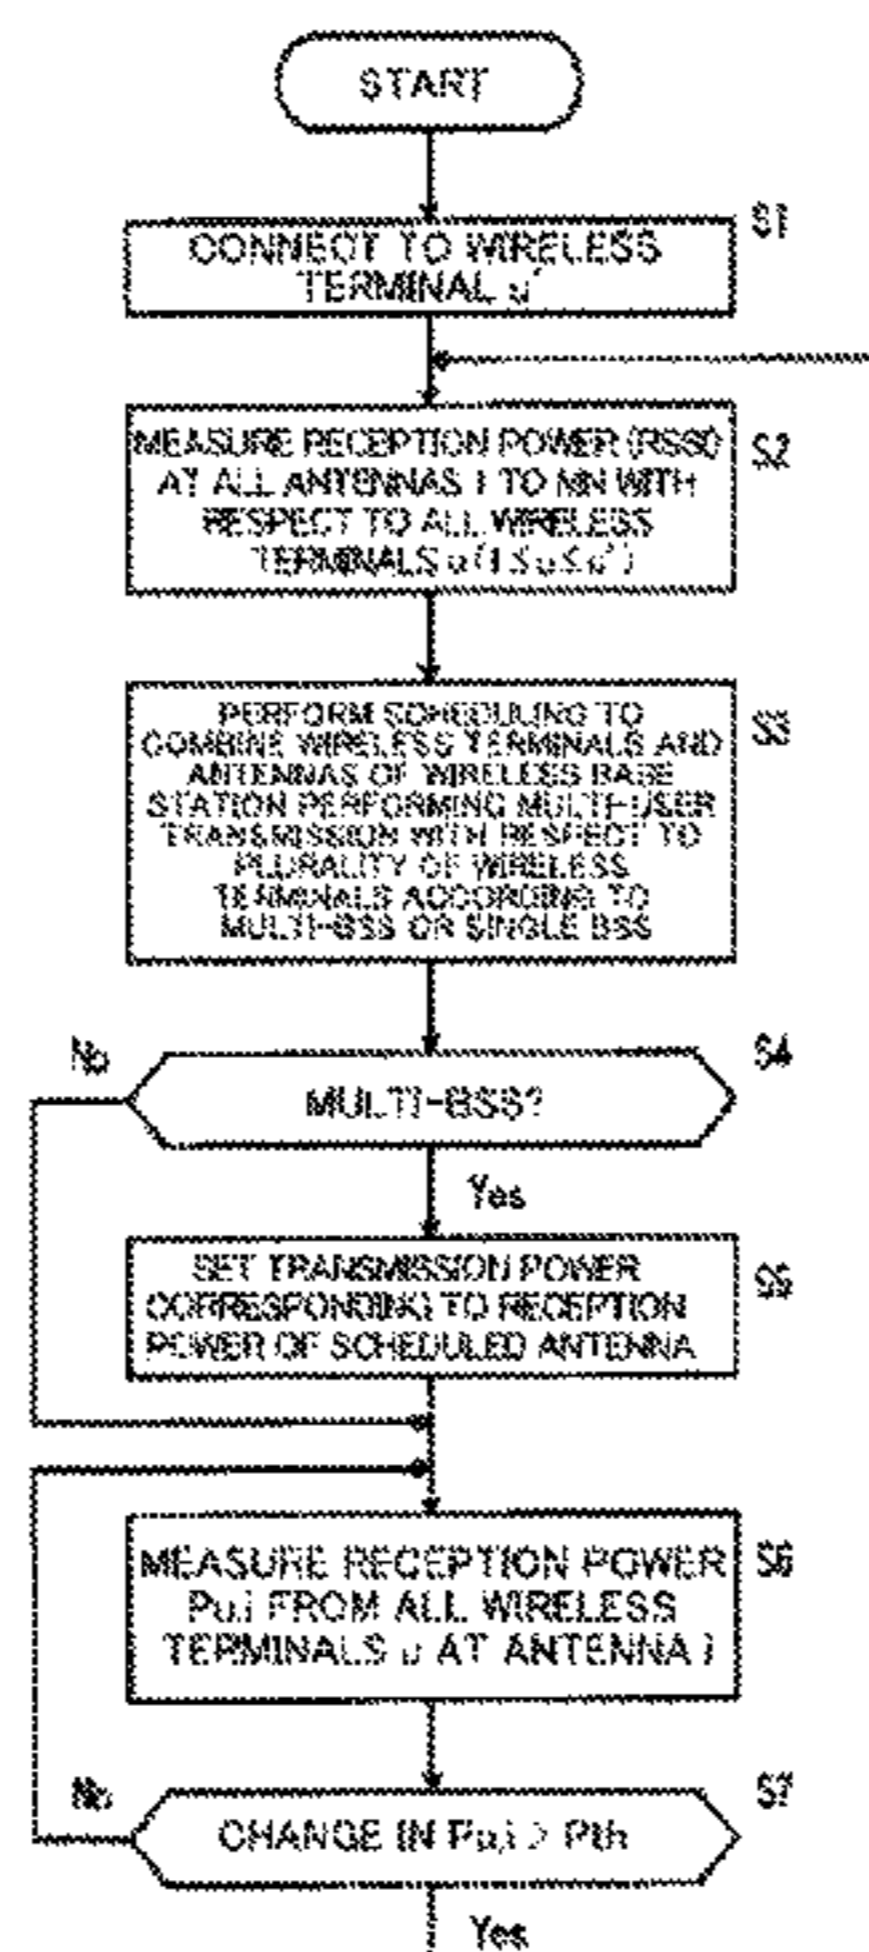 START
S1
CONNECT TO WIRELESS
TERMINAL u'
S2
MEASURE RECEPTION POWER (RSSI)
AT ALL ANTENNAS 1 TO MN WITH
RESPECT TO ALL WIRELESS
TERMINALS u (1≤u≤u')
S3
PERFORM SCHEDULING TO
COMBINE WIRELESS TERMINALS AND
ANTENNAS OF WIRELESS BASE
STATION PERFORMING MULTI-USER
TRANSMISSION WITH RESPECT TO
PLURALITY OF WIRELESS
TERMINALS ACCORDING TO
MULTI-BSS OR SINGLE BSS
No
S4
MULTI-BSS?
Yes
S5
SET TRANSMISSION POWER
CORRESPONDING TO RECEPTION
POWER OF SCHEDULED ANTENNA
S6
MEASURE RECEPTION POWER
Pu,i FROM ALL WIRELESS
TERMINALS u AT ANTENNA i
No
S7
CHANGE IN Pu,i > Pth
Yes